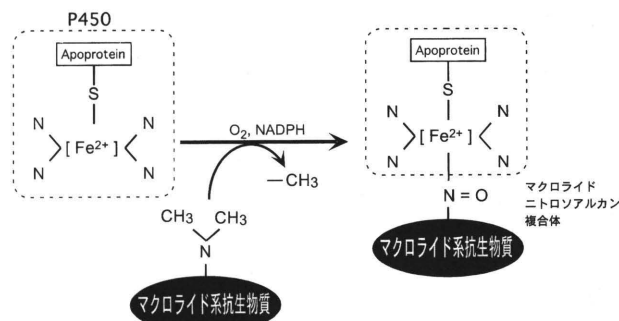 P450
Apoprotein
S
N N
[ Fe2+ ]
N N
O2, NADPH
—CH3
CH3 CH3
N
マクロライド系抗生物質
Apoprotein
S
N N
[ Fe2+ ]
N N
N = O
マクロライド
ニトロソアルカン
複合体
マクロライド系抗生物質